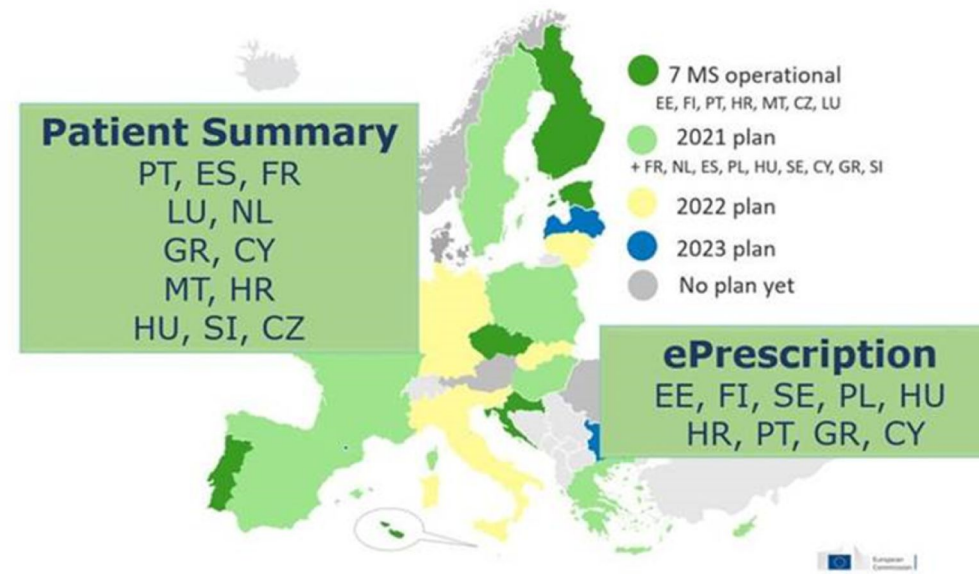 Patient Summary
PT, ES, FR
LU, NL
GR, CY
MT, HR
HU, SI, CZ
7 MS operational
EE, FI, PT, HR, MT, CZ, LU
2021 plan
+ FR, NL, ES, PL, HU, SE, CY, GR, SI
2022 plan
2023 plan
No plan yet
ePrescription
EE, FI, SE, PL, HU
HR, PT, GR, CY
European
Commission